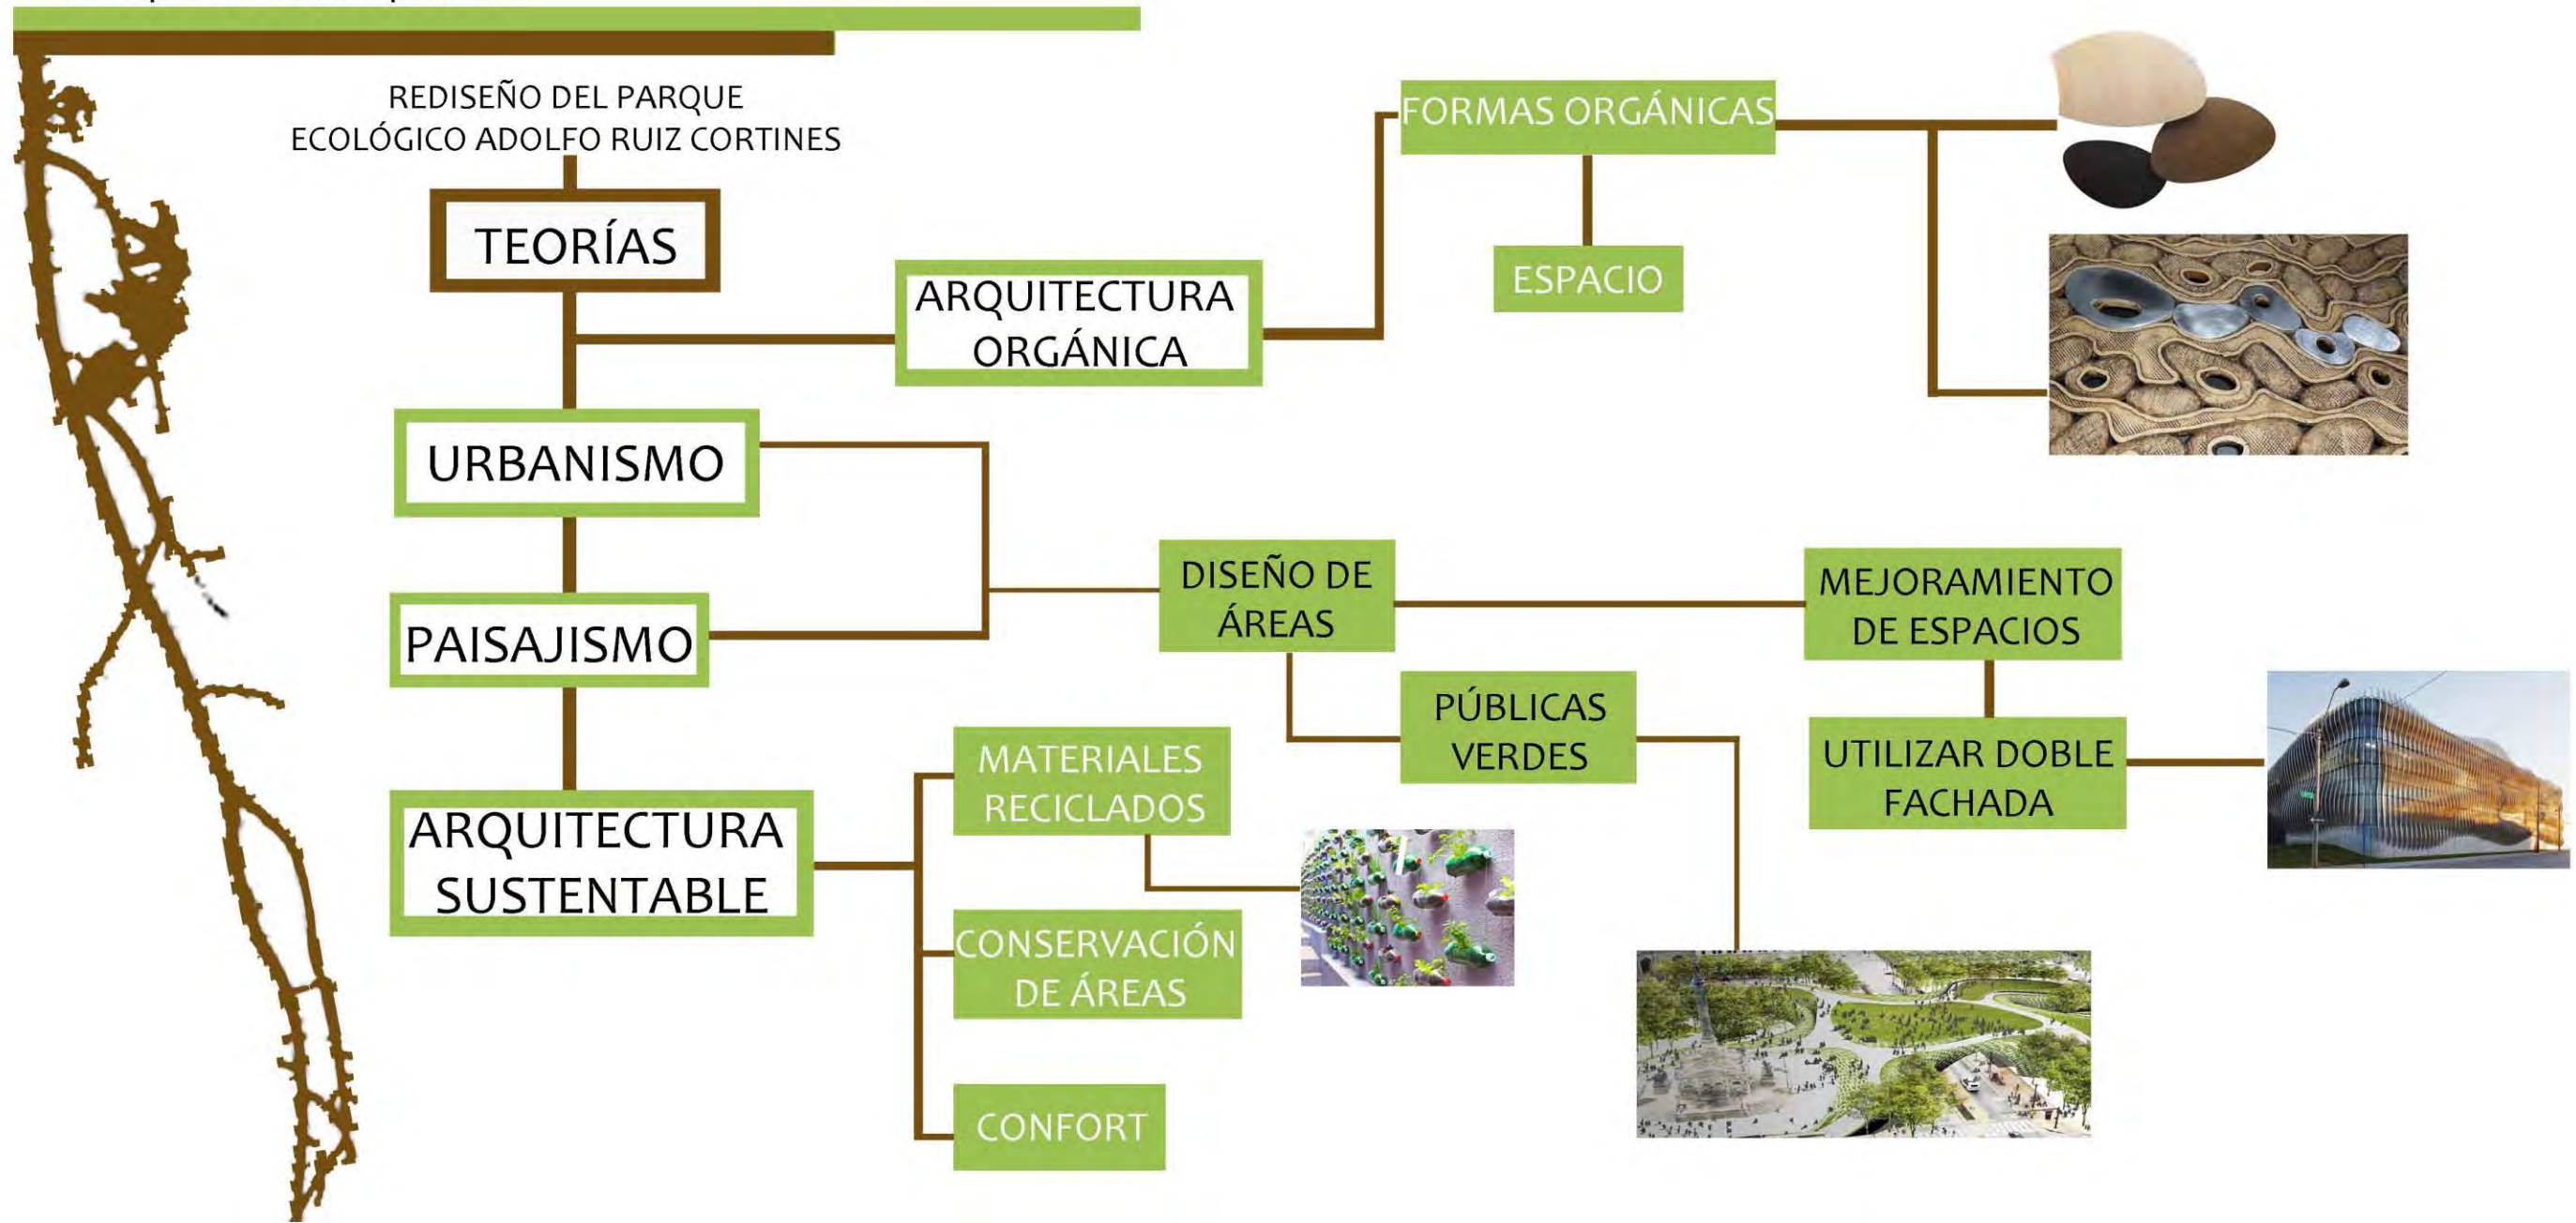 REDISEÑO DEL PARQUE
ECOLÓGICO ADOLFO RUIZ CORTINES
TEORÍAS
ARQUITECTURA
ORGÁNICA
FORMAS ORGÁNICAS
ESPACIO
URBANISMO
PAISAJISMO
DISEÑO DE
ÁREAS
PÚBLICAS
VERDES
MEJORAMIENTO
DE ESPACIOS
UTILIZAR DOBLE
FACHADA
ARQUITECTURA
SUSTENTABLE
MATERIALES
RECICLADOS
CONSERVACIÓN
DE ÁREAS
CONFORT